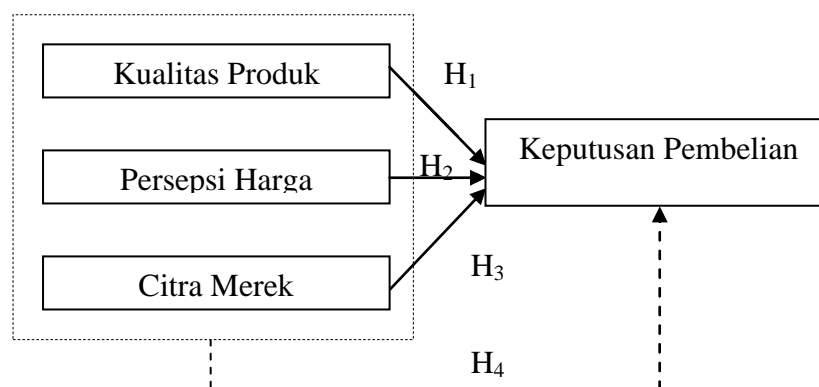 Kualitas Produk
H₁
Keputusan Pembelian
Persepsi Harga
H₂
Citra Merek
H₃
H₄